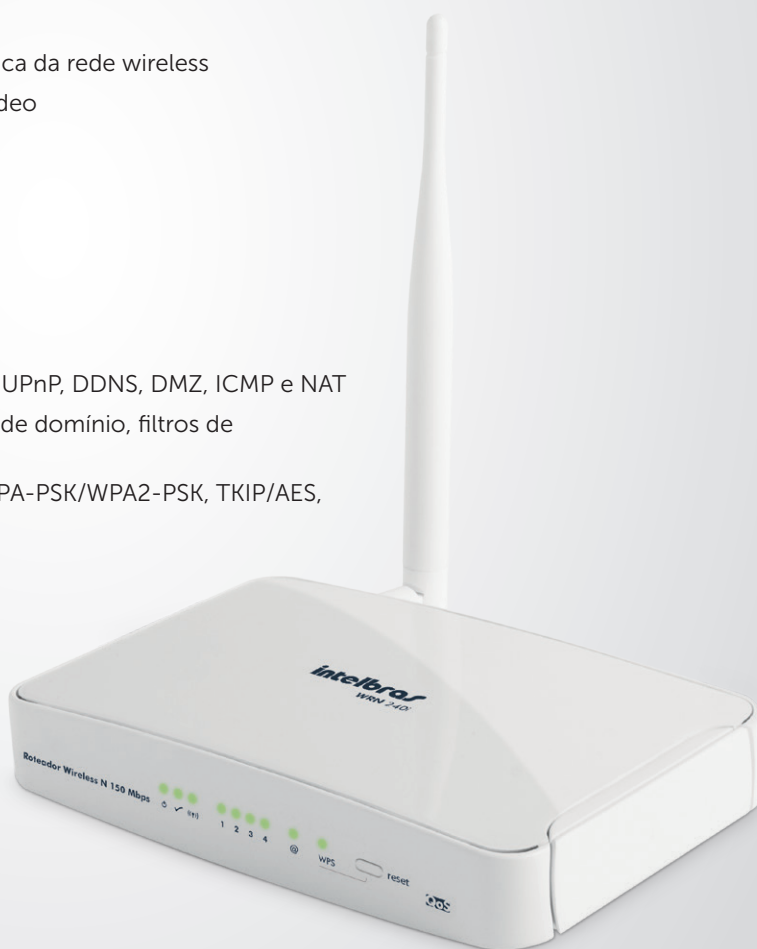 ca da rede wireless
deo
UPnP, DDNS, DMZ, ICMP e NAT
de domínio, filtros de
PA-PSK/WPA2-PSK, TKIP/AES,
intelbras
WRN 240i
Roteador Wireless N 150 Mbps
1 2 3 4 @ WPS reset
QoS